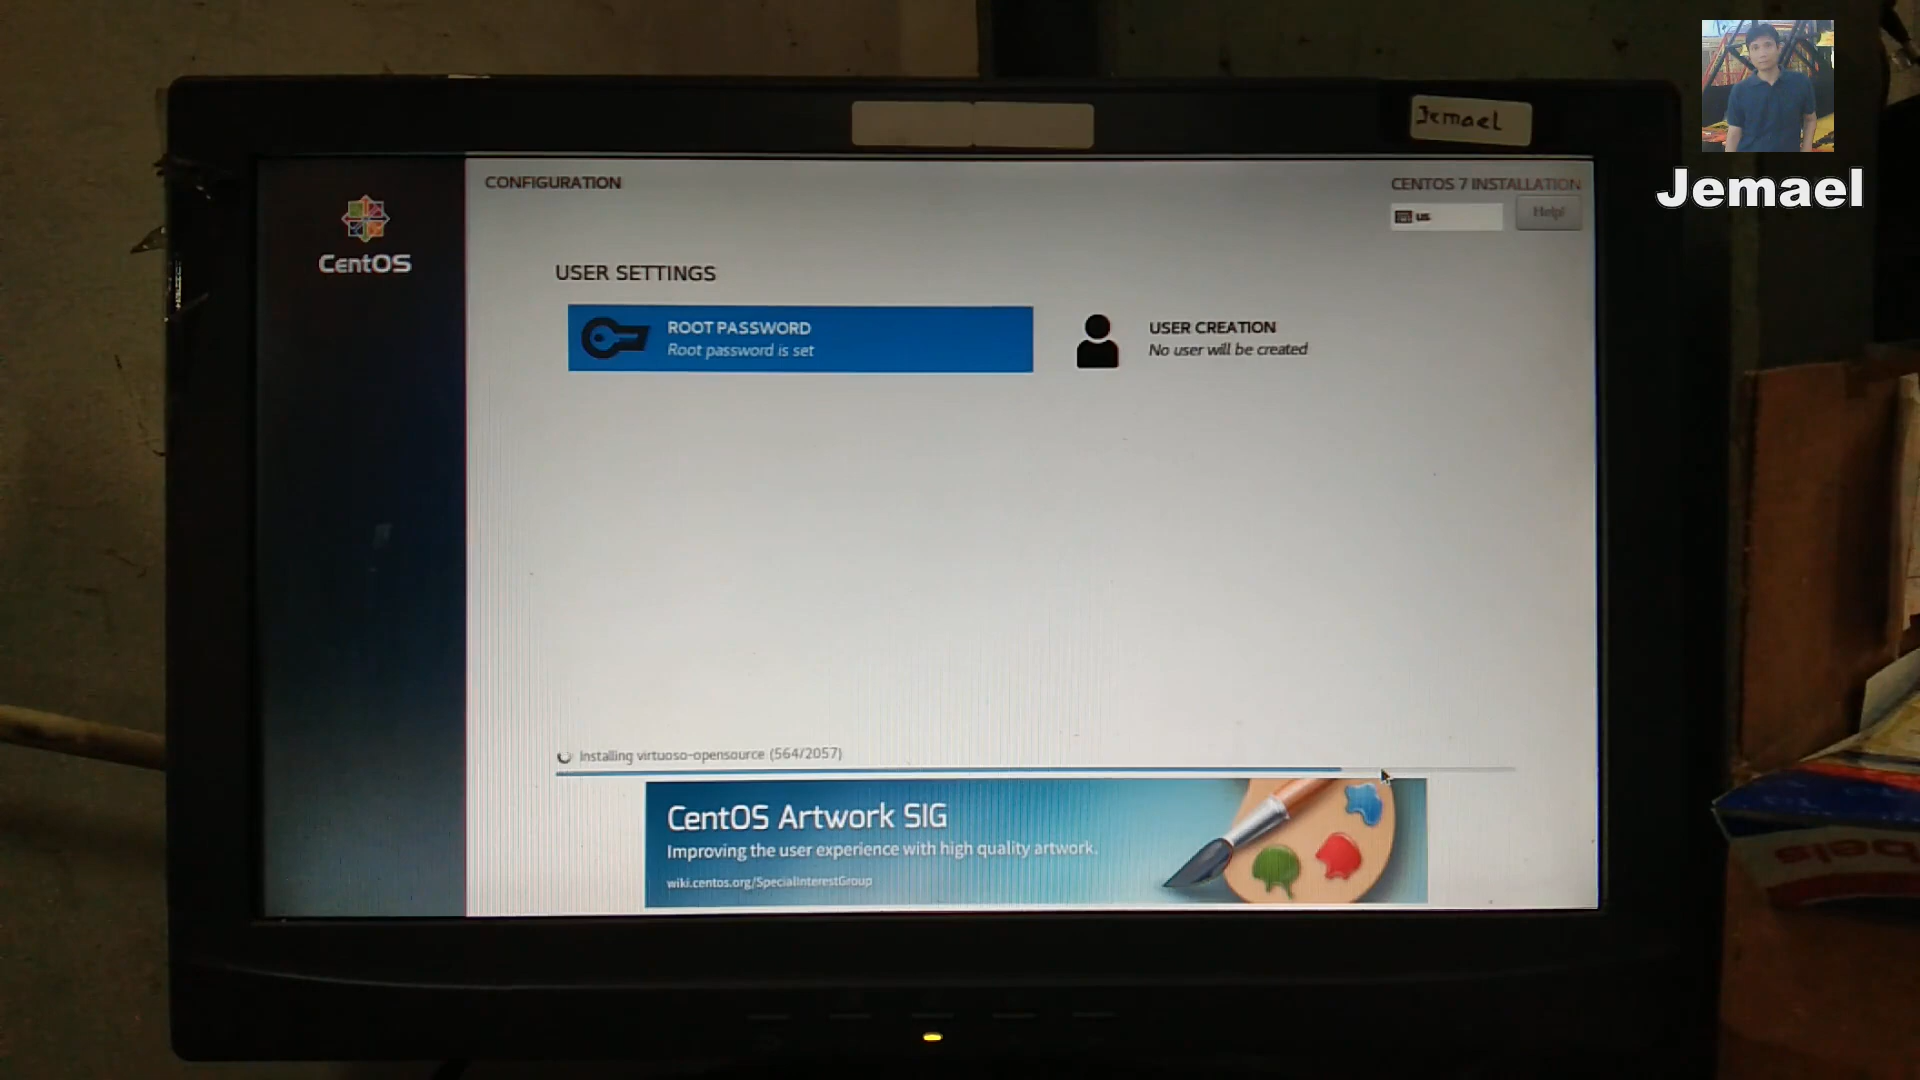 Jemael
Jemael
CONFIGURATION
CENTOS 7 INSTALLATION
us
Help!
CentOS
USER SETTINGS
ROOT PASSWORD
Root password is set
USER CREATION
No user will be created
Installing virtuoso-opensource (564/2057)
CentOS Artwork SIG
Improving the user experience with high quality artwork.
wiki.centos.org/SpecialInterestGroup